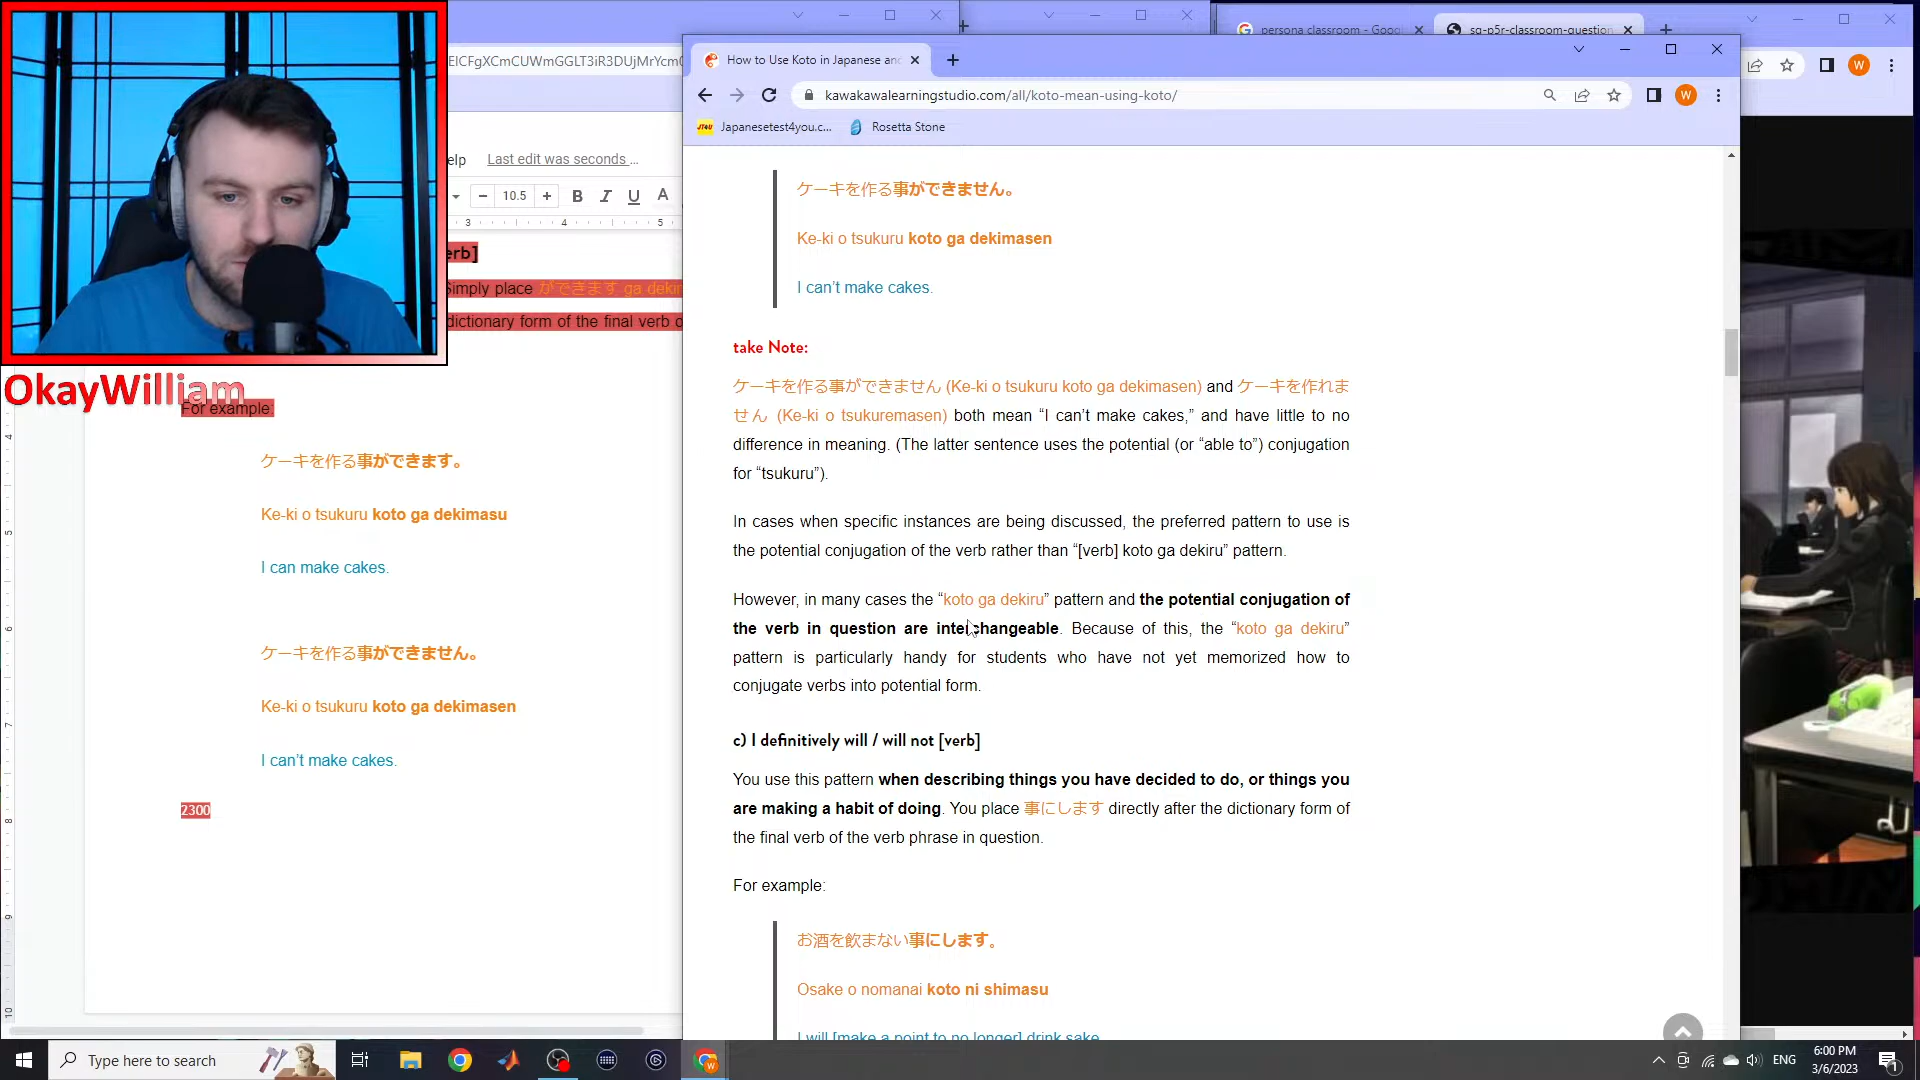 persona classroom - Goog
sg-p5r-classroom-question
How to Use Koto in Japanese and
kawakawalearningstudio.com/all/koto-mean-using-koto/
Japanesetest4you.c...
Rosetta Stone
Last edit was seconds ...
10.5
B I U A
3 4 5
erb]
Simply place ができます ga dekir
dictionary form of the final verb o
OkayWilliam
For example:
ケーキを作る事ができます。
Ke-ki o tsukuru koto ga dekimasu
I can make cakes.
ケーキを作る事ができません。
Ke-ki o tsukuru koto ga dekimasen
I can't make cakes.
2300
ケーキを作る事ができません。
Ke-ki o tsukuru koto ga dekimasen
I can't make cakes.
take Note:
ケーキを作る事ができません (Ke-ki o tsukuru koto ga dekimasen) and ケーキを作れま
せん (Ke-ki o tsukuremasen) both mean “I can't make cakes,” and have little to no
difference in meaning. (The latter sentence uses the potential (or “able to”) conjugation
for “tsukuru”).
In cases when specific instances are being discussed, the preferred pattern to use is
the potential conjugation of the verb rather than “[verb] koto ga dekiru” pattern.
However, in many cases the “koto ga dekiru” pattern and the potential conjugation of
the verb in question are interchangeable. Because of this, the “koto ga dekiru”
pattern is particularly handy for students who have not yet memorized how to
conjugate verbs into potential form.
c) I definitively will / will not [verb]
You use this pattern when describing things you have decided to do, or things you
are making a habit of doing. You place 事にします directly after the dictionary form of
the final verb of the verb phrase in question.
For example:
お酒を飲まない事にします。
Osake o nomanai koto ni shimasu
I will [make a point to no longer] drink sake
Type here to search
ENG
6:00 PM
3/6/2023